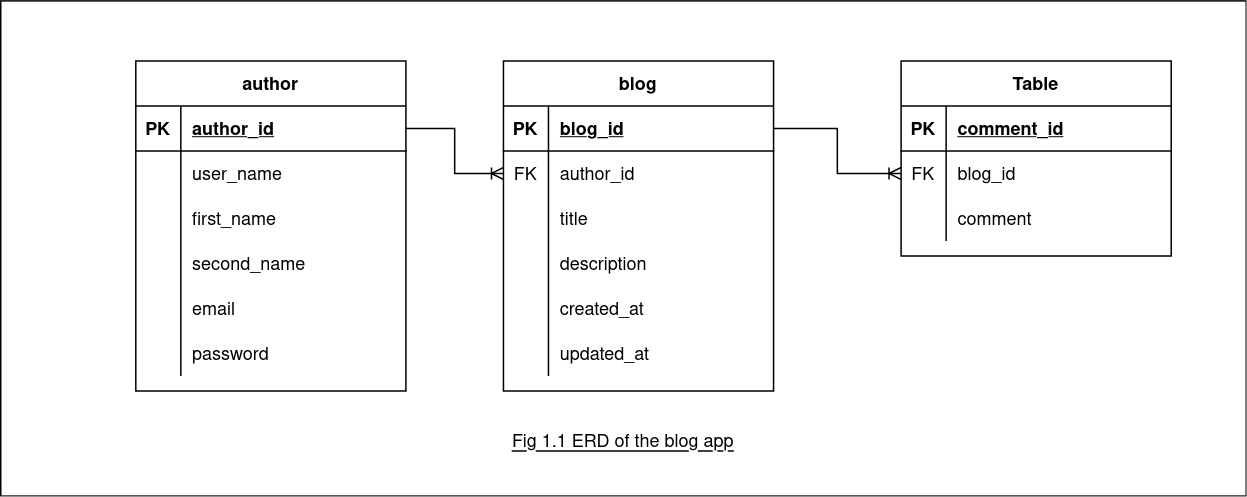 author
PK author_id
user_name
first_name
second_name
email
password
blog
PK blog_id
FK author_id
title
description
created_at
updated_at
Table
PK comment_id
FK blog_id
comment
Fig 1.1 ERD of the blog app